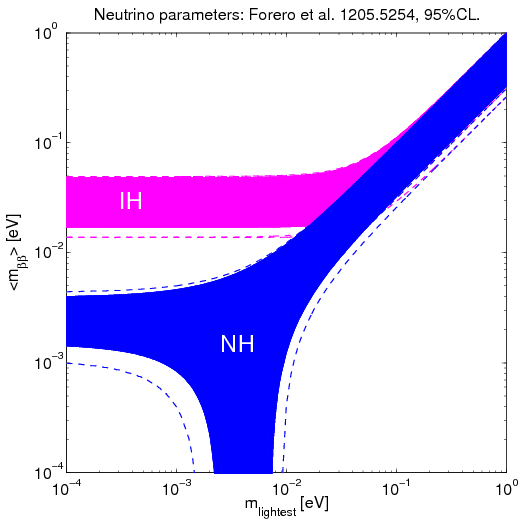 Neutrino parameters: Forero et al. 1205.5254, 95%CL.
10^0
10^-1
10^-2
10^-3
10^-4
<m_ββ> [eV]
IH
NH
10^-4 10^-3 10^-2 10^-1 10^0
m_lightest [eV]